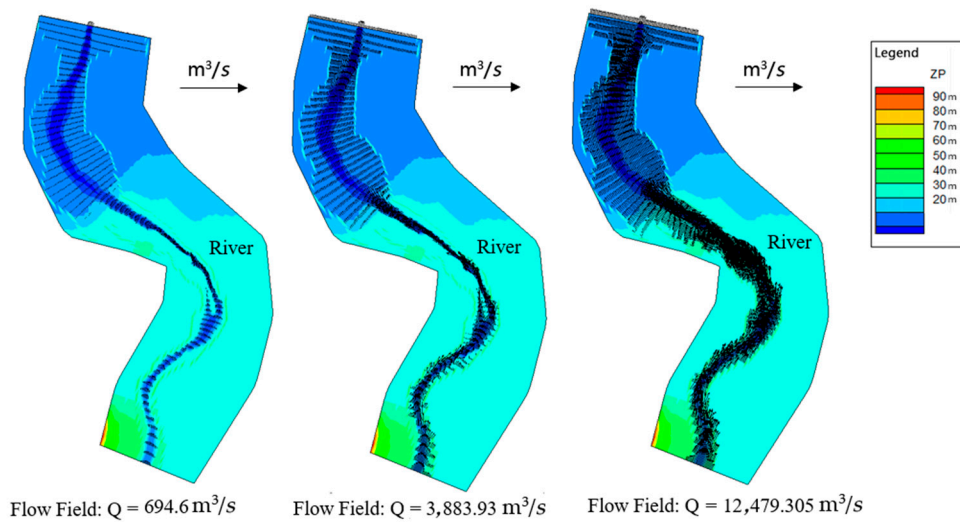 m³/s
m³/s
m³/s
Legend
ZP
90 m
80 m
70 m
60 m
50 m
40 m
30 m
20 m
River
River
River
Flow Field: Q = 694.6 m³/s
Flow Field: Q = 3,883.93 m³/s
Flow Field: Q = 12,479.305 m³/s